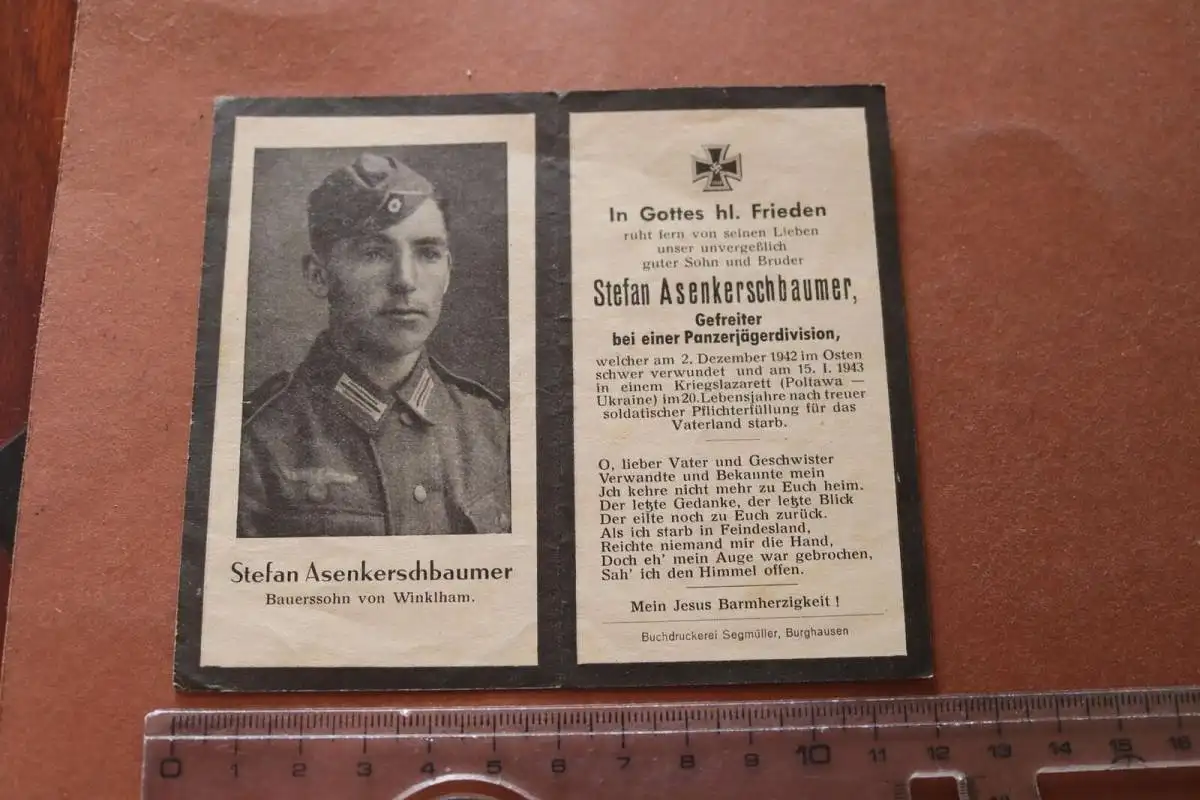 Stefan Asenkerschbaumer
Bauerssohn von Winklham.
In Gottes hl. Frieden
ruht fern von seinen Lieben
unser unvergeßlich
guter Sohn und Bruder
Stefan Asenkerschbaumer,
Gefreiter
bei einer Panzerjägerdivision,
welcher am 2. Dezember 1942 im Osten
schwer verwundet und am 15. I. 1943
in einem Kriegslazarett (Poltawa —
Ukraine) im 20. Lebensjahre nach treuer
soldatischer Pflichterfüllung für das
Vaterland starb.
O, lieber Vater und Geschwister
Verwandte und Bekannte mein
Jch kehre nicht mehr zu Euch heim.
Der letzte Gedanke, der letzte Blick
Der eilte noch zu Euch zurück.
Als ich starb in Feindesland,
Reichte niemand mir die Hand,
Doch eh' mein Auge war gebrochen,
Sah' ich den Himmel offen.
Mein Jesus Barmherzigkeit !
Buchdruckerei Segmüller, Burghausen
0 1 2 3 4 5 6 7 8 9 10 11 12 13 14 15 16